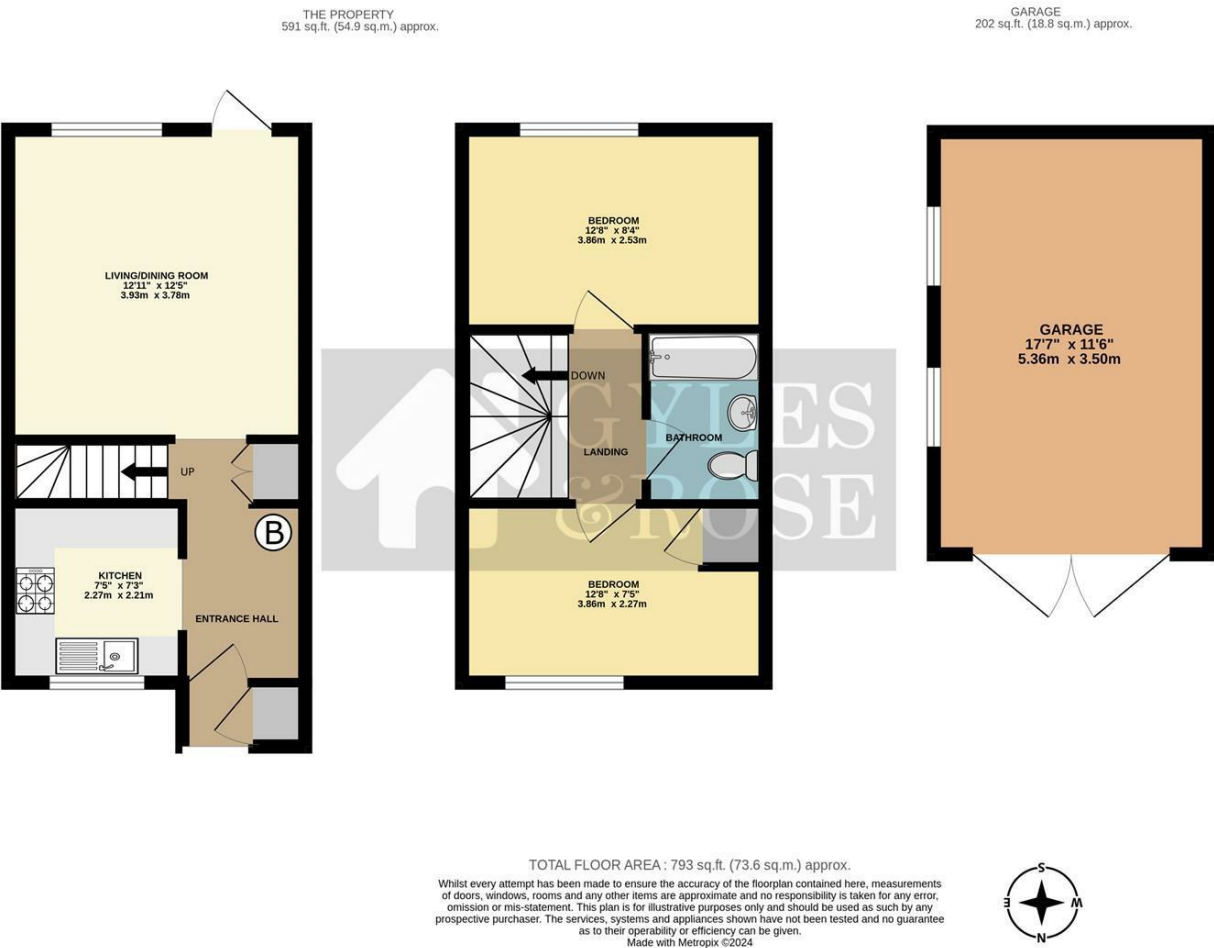 THE PROPERTY
591 sq.ft. (54.9 sq.m.) approx.
GARAGE
202 sq.ft. (18.8 sq.m.) approx.
LIVING/DINING ROOM
12'11" x 12'5"
3.93m x 3.78m
UP
B
KITCHEN
7'5" x 7'3"
2.27m x 2.21m
ENTRANCE HALL
BEDROOM
12'8" x 8'4"
3.86m x 2.53m
DOWN
LANDING
BATHROOM
BEDROOM
12'8" x 7'5"
3.86m x 2.27m
GYLES
&ROSE
GARAGE
17'7" x 11'6"
5.36m x 3.50m
TOTAL FLOOR AREA : 793 sq.ft. (73.6 sq.m.) approx.
Whilst every attempt has been made to ensure the accuracy of the floorplan contained here, measurements
of doors, windows, rooms and any other items are approximate and no responsibility is taken for any error,
omission or mis-statement. This plan is for illustrative purposes only and should be used as such by any
prospective purchaser. The services, systems and appliances shown have not been tested and no guarantee
as to their operability or efficiency can be given.
Made with Metropix ©2024
S
E W
N